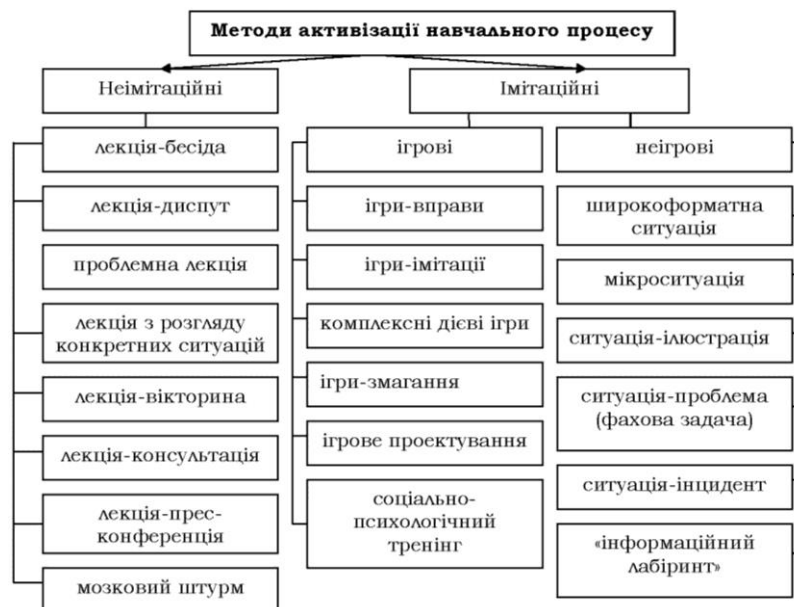 Методи активізації навчального процесу
Неімітаційні
Імітаційні
лекція-бесіда
лекція-диспут
проблемна лекція
лекція з розгляду
конкретних ситуацій
лекція-вікторина
лекція-консультація
лекція-прес-
конференція
мозковий штурм
ігрові
ігри-вправи
ігри-імітації
комплексні дієві ігри
ігри-змагання
ігрове проектування
соціально-
психологічний
тренінг
неігрові
широкоформатна
ситуація
мікроситуація
ситуація-ілюстрація
ситуація-проблема
(фахова задача)
ситуація-інцидент
«інформаційний
лабіринт»